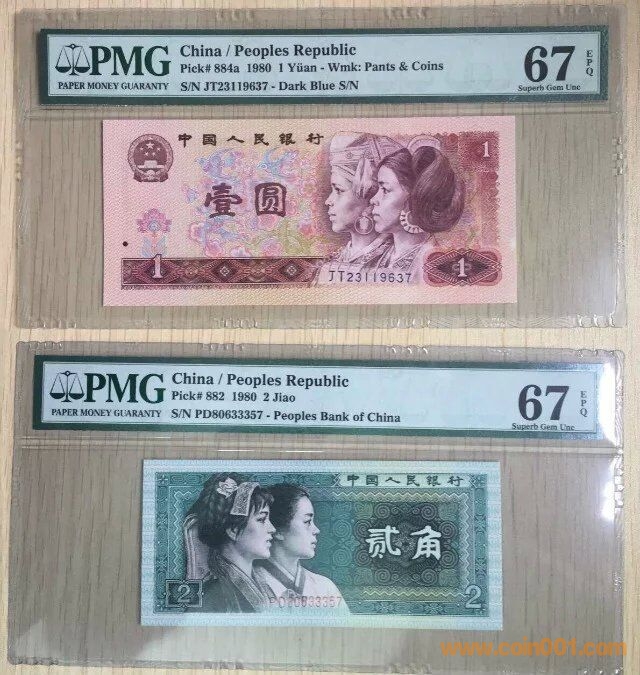 PMG
PAPER MONEY GUARANTY
China / Peoples Republic
Pick# 884a 1980 1 Yüan - Wmk: Pants & Coins
S/N JT23119637 - Dark Blue S/N
67 EPQ
Superb Gem Unc
中国人民银行
1
壹圆
1
JT23119637
1
PMG
PAPER MONEY GUARANTY
China / Peoples Republic
Pick# 882 1980 2 Jiao
S/N PD80633357 - Peoples Bank of China
67 EPQ
Superb Gem Unc
中国人民银行
贰角
2
PD80633357
2
www.coin001.com